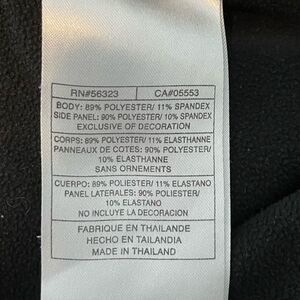 RN#56323 CA#05553
BODY: 89% POLYESTER/ 11% SPANDEX
SIDE PANEL: 90% POLYESTER/ 10% SPANDEX
EXCLUSIVE OF DECORATION
CORPS: 89% POLYESTER/ 11% ELASTHANNE
PANNEAUX DE COTES: 90% POLYESTER/
10% ELASTHANNE
SANS ORNEMENTS
CUERPO: 89% POLIESTER/ 11% ELASTANO
PANEL LATERALES: 90% POLIESTER/
10% ELASTANO
NO INCLUYE LA DECORACION
FABRIQUE EN THAILANDE
HECHO EN TAILANDIA
MADE IN THAILAND